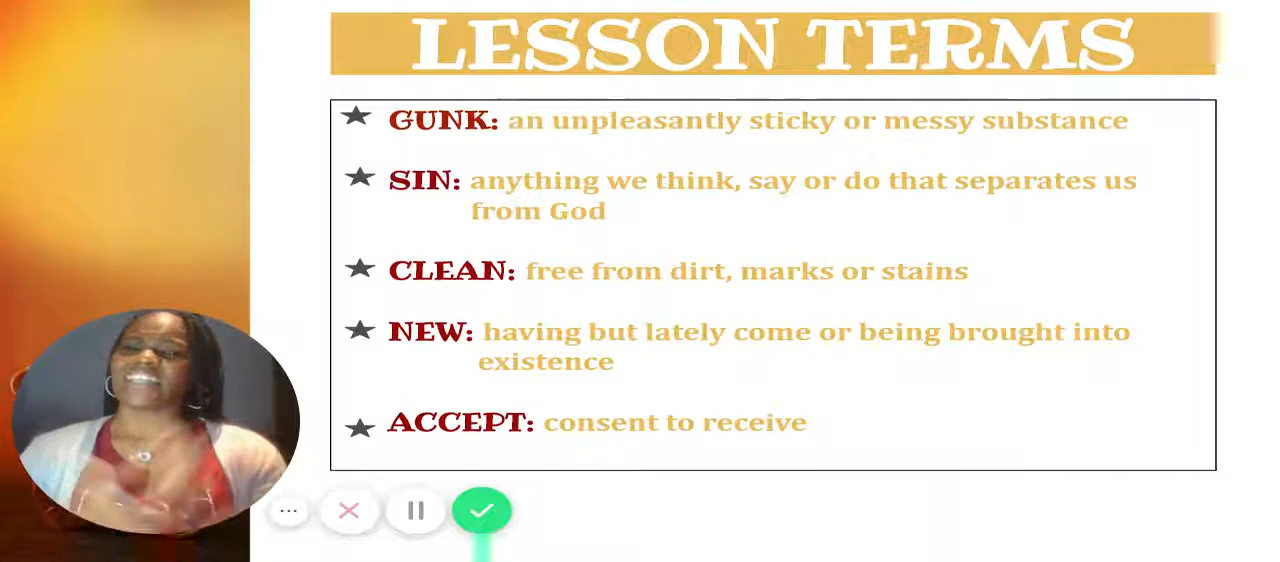 LESSON TERMS
GUNK: an unpleasantly sticky or messy substance
SIN: anything we think, say or do that separates us
from God
CLEAN: free from dirt, marks or stains
NEW: having but lately come or being brought into
existence
ACCEPT: consent to receive